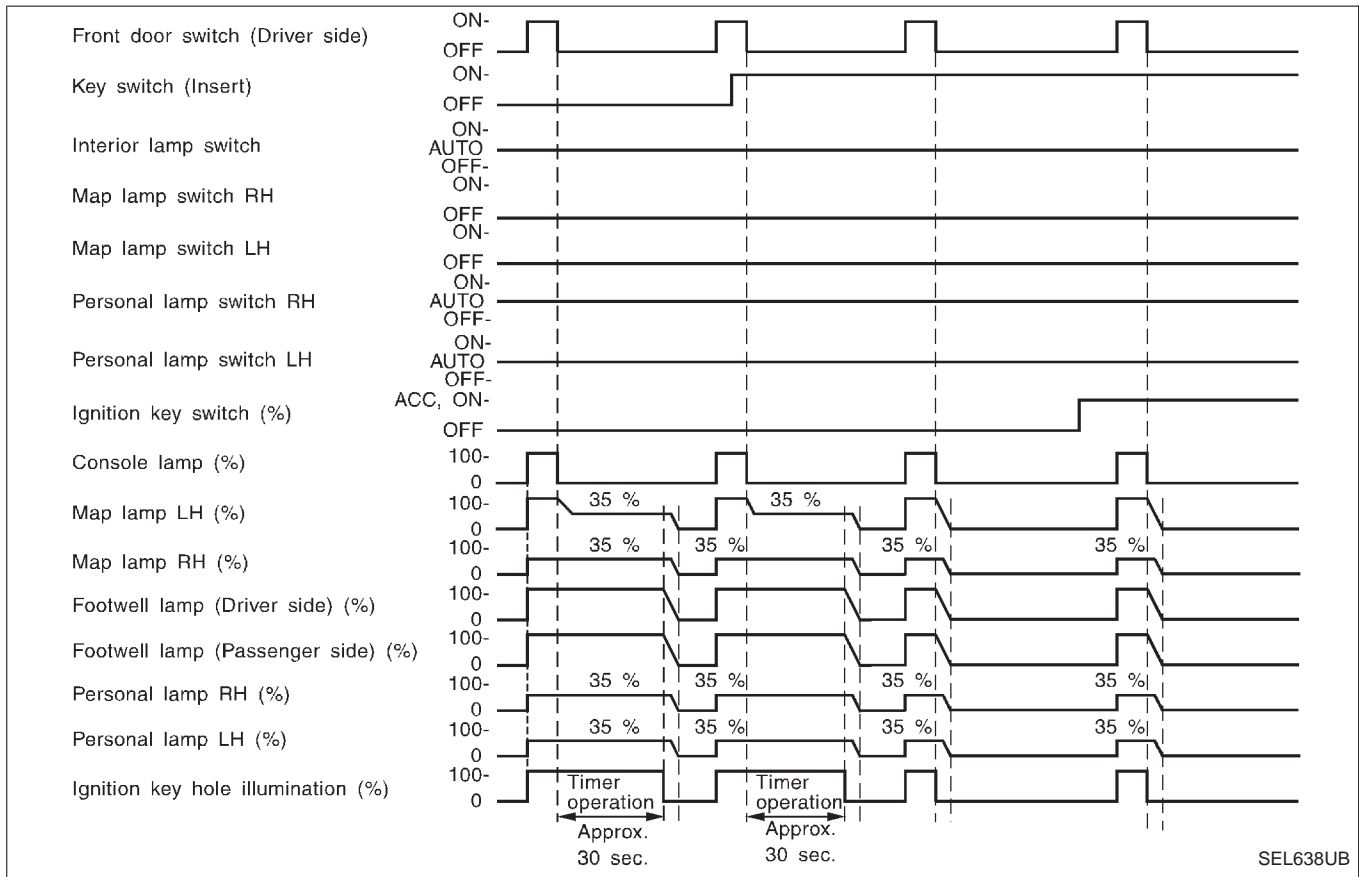 Front door switch (Driver side)
ON-
OFF
Key switch (Insert)
ON-
OFF
Interior lamp switch
ON-
AUTO
OFF-
Map lamp switch RH
ON-
OFF
Map lamp switch LH
ON-
OFF
Personal lamp switch RH
ON-
AUTO
OFF-
Personal lamp switch LH
ON-
AUTO
OFF-
Ignition key switch (%)
ACC, ON-
OFF
Console lamp (%)
100-
0
Map lamp LH (%)
100-
0
35 % 35 %
Map lamp RH (%)
100-
0
35 % 35 % 35 % 35 %
Footwell lamp (Driver side) (%)
100-
0
Footwell lamp (Passenger side) (%)
100-
0
Personal lamp RH (%)
100-
0
35 % 35 % 35 % 35 %
Personal lamp LH (%)
100-
0
35 % 35 % 35 % 35 %
Ignition key hole illumination (%)
100-
0
Timer
operation
Approx.
30 sec.
Timer
operation
Approx.
30 sec.
SEL638UB